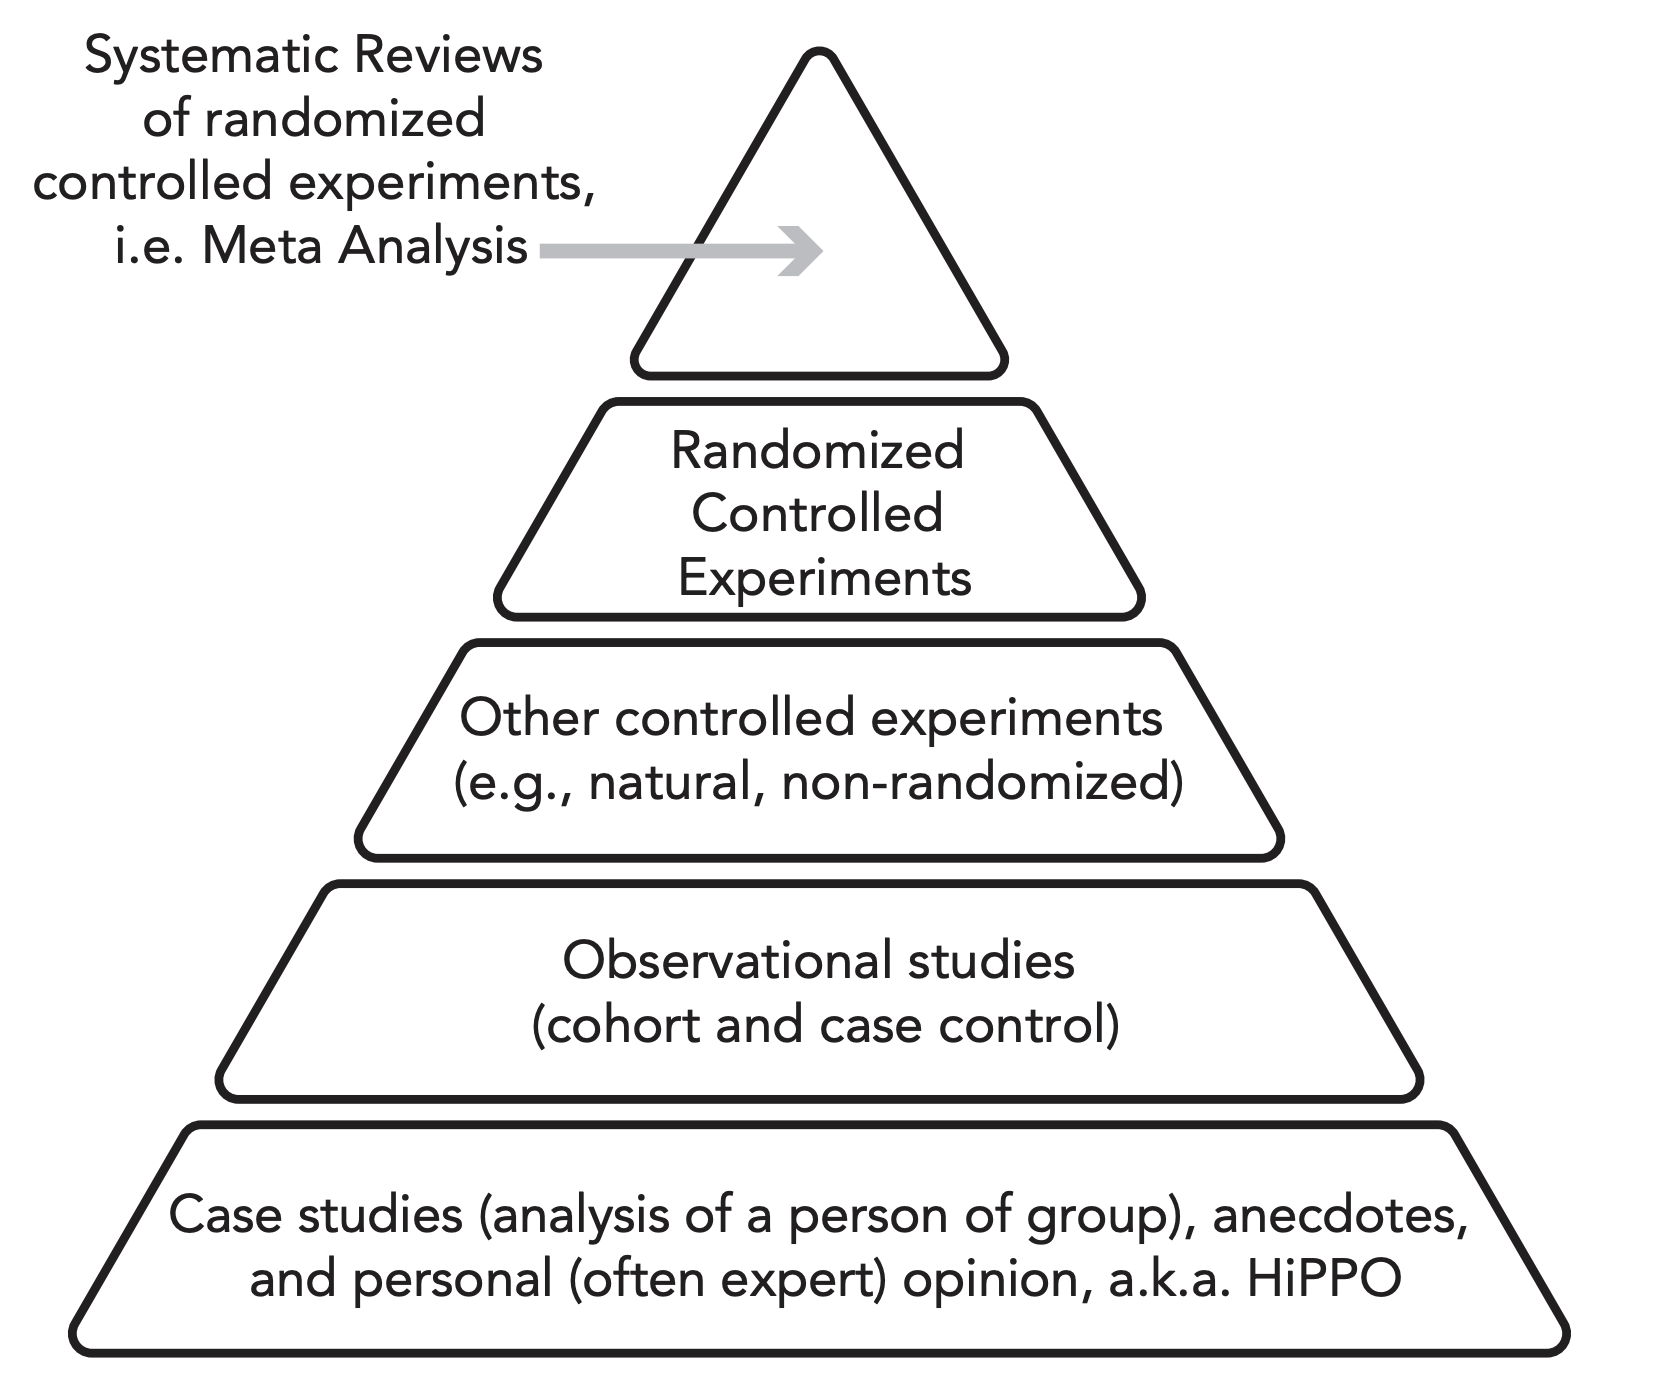 Systematic Reviews
of randomized
controlled experiments,
i.e. Meta Analysis
Randomized
Controlled
Experiments
Other controlled experiments
(e.g., natural, non-randomized)
Observational studies
(cohort and case control)
Case studies (analysis of a person of group), anecdotes,
and personal (often expert) opinion, a.k.a. HiPPO